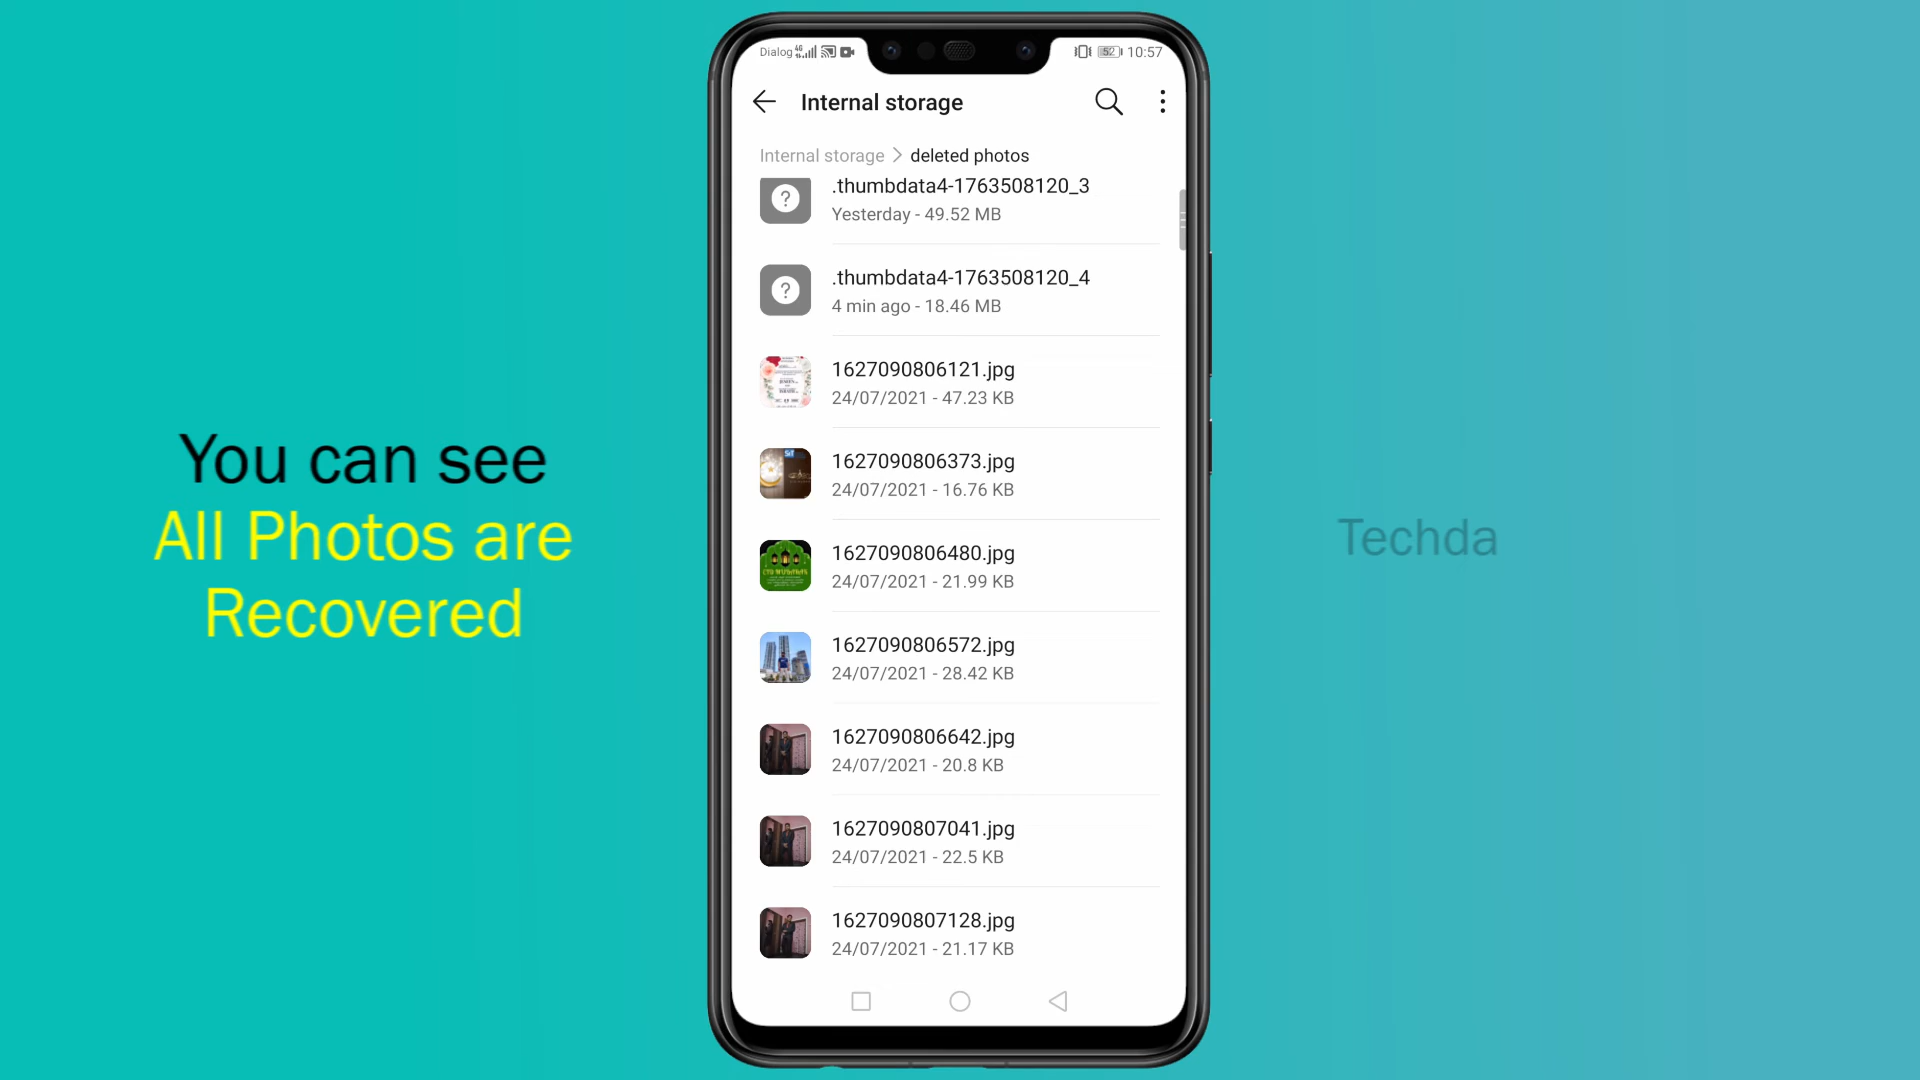 Dialog 4G 52 10:57
Internal storage
Internal storage > deleted photos
.thumbdata4-1763508120_3
Yesterday - 49.52 MB
.thumbdata4-1763508120_4
4 min ago - 18.46 MB
1627090806121.jpg
24/07/2021 - 47.23 KB
1627090806373.jpg
24/07/2021 - 16.76 KB
1627090806480.jpg
24/07/2021 - 21.99 KB
1627090806572.jpg
24/07/2021 - 28.42 KB
1627090806642.jpg
24/07/2021 - 20.8 KB
1627090807041.jpg
24/07/2021 - 22.5 KB
1627090807128.jpg
24/07/2021 - 21.17 KB
You can see
All Photos are
Recovered
Techda